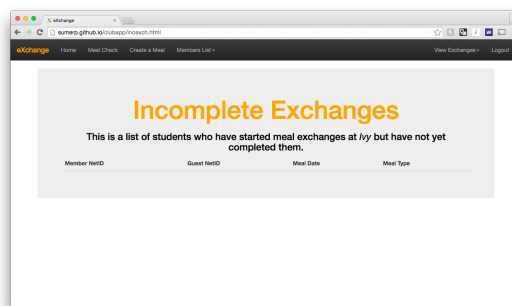 eXchange
sumerp.github.io/clubapp/incexch.html
eXchange Home Meal Check Create a Meal Members List View Exchanges Logout
Incomplete Exchanges
This is a list of students who have started meal exchanges at Ivy but have not yet
completed them.
Member NetID Guest NetID Meal Date Meal Type